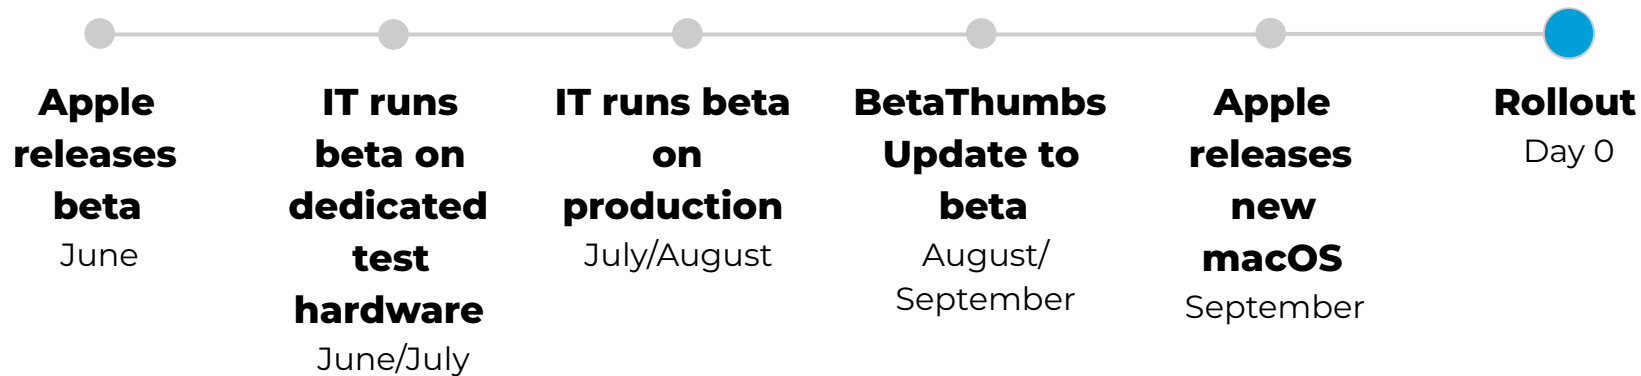 Apple
releases
beta
June
IT runs
beta on
dedicated
test
hardware
June/July
IT runs beta
on
production
July/August
BetaThumbs
Update to
beta
August/
September
Apple
releases
new
macOS
September
Rollout
Day 0